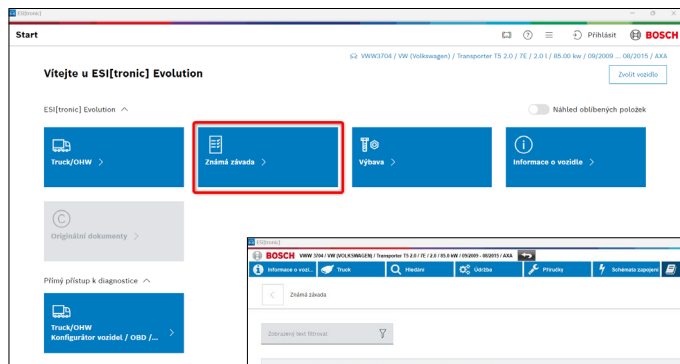 ESI[tronic]
Start
Přihlásit
BOSCH
VWW3704 / VW (Volkswagen) / Transporter T5 2.0 / 7E / 2.0 l / 85.00 kw / 09/2009 ... 08/2015 / AXA
Vítejte u ESI[tronic] Evolution
Zvolit vozidlo
ESI[tronic] Evolution
Náhled oblíbených položek
Truck/OHW
Známá závada
Výbava
Informace o vozidle
Originální dokumenty
Přímý přístup k diagnostice
Truck/OHW
Konfigurátor vozidel / OBD /...
ESI[tronic]
BOSCH VWW 3704 / VW (VOLKSWAGEN) / Transporter T5 2.0 / 7E / 2.0 / 85.0 kW / 09/2009 - 08/2015 / AXA
Informace o vozi...
Truck
Hledání
Údržba
Příručky
Schémata zapojení
Známá závada
Zobrazený text filtrovat